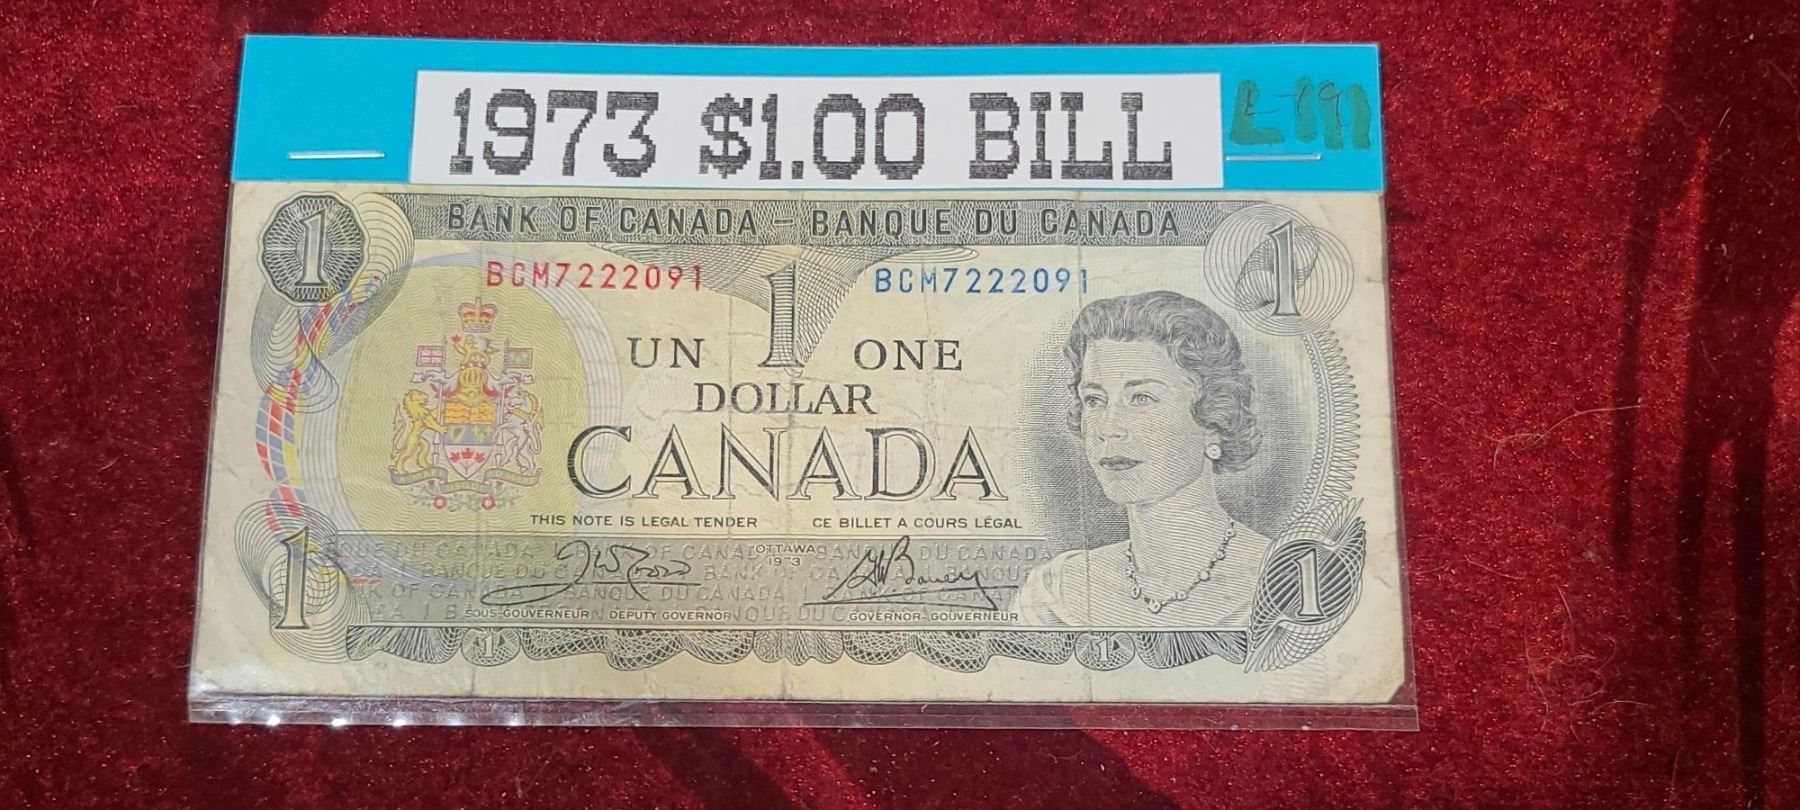 1973 $1.00 BILL
1
BANK OF CANADA – BANQUE DU CANADA
1
BCM7222091
1
BCM7222091
UN
ONE
DOLLAR
CANADA
THIS NOTE IS LEGAL TENDER
CE BILLET A COURS LÉGAL
OTTAWA
1973
1
SOUS-GOUVERNEUR
DEPUTY GOVERNOR
GOVERNOR-GOUVERNEUR
1
1
1